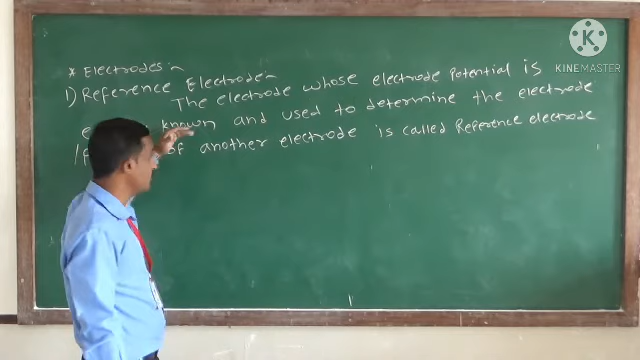 * Electrodes:-
1) Reference Electrode:-
The electrode whose electrode potential is
known and used to determine the electrode
of another electrode is called Reference electrode
K
KINEMASTER